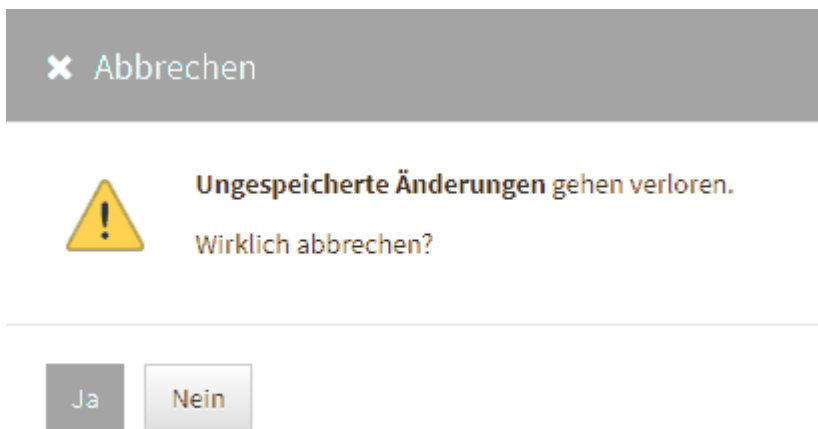 Abbrechen
Ungespeicherte Änderungen gehen verloren.
Wirklich abbrechen?
Ja
Nein